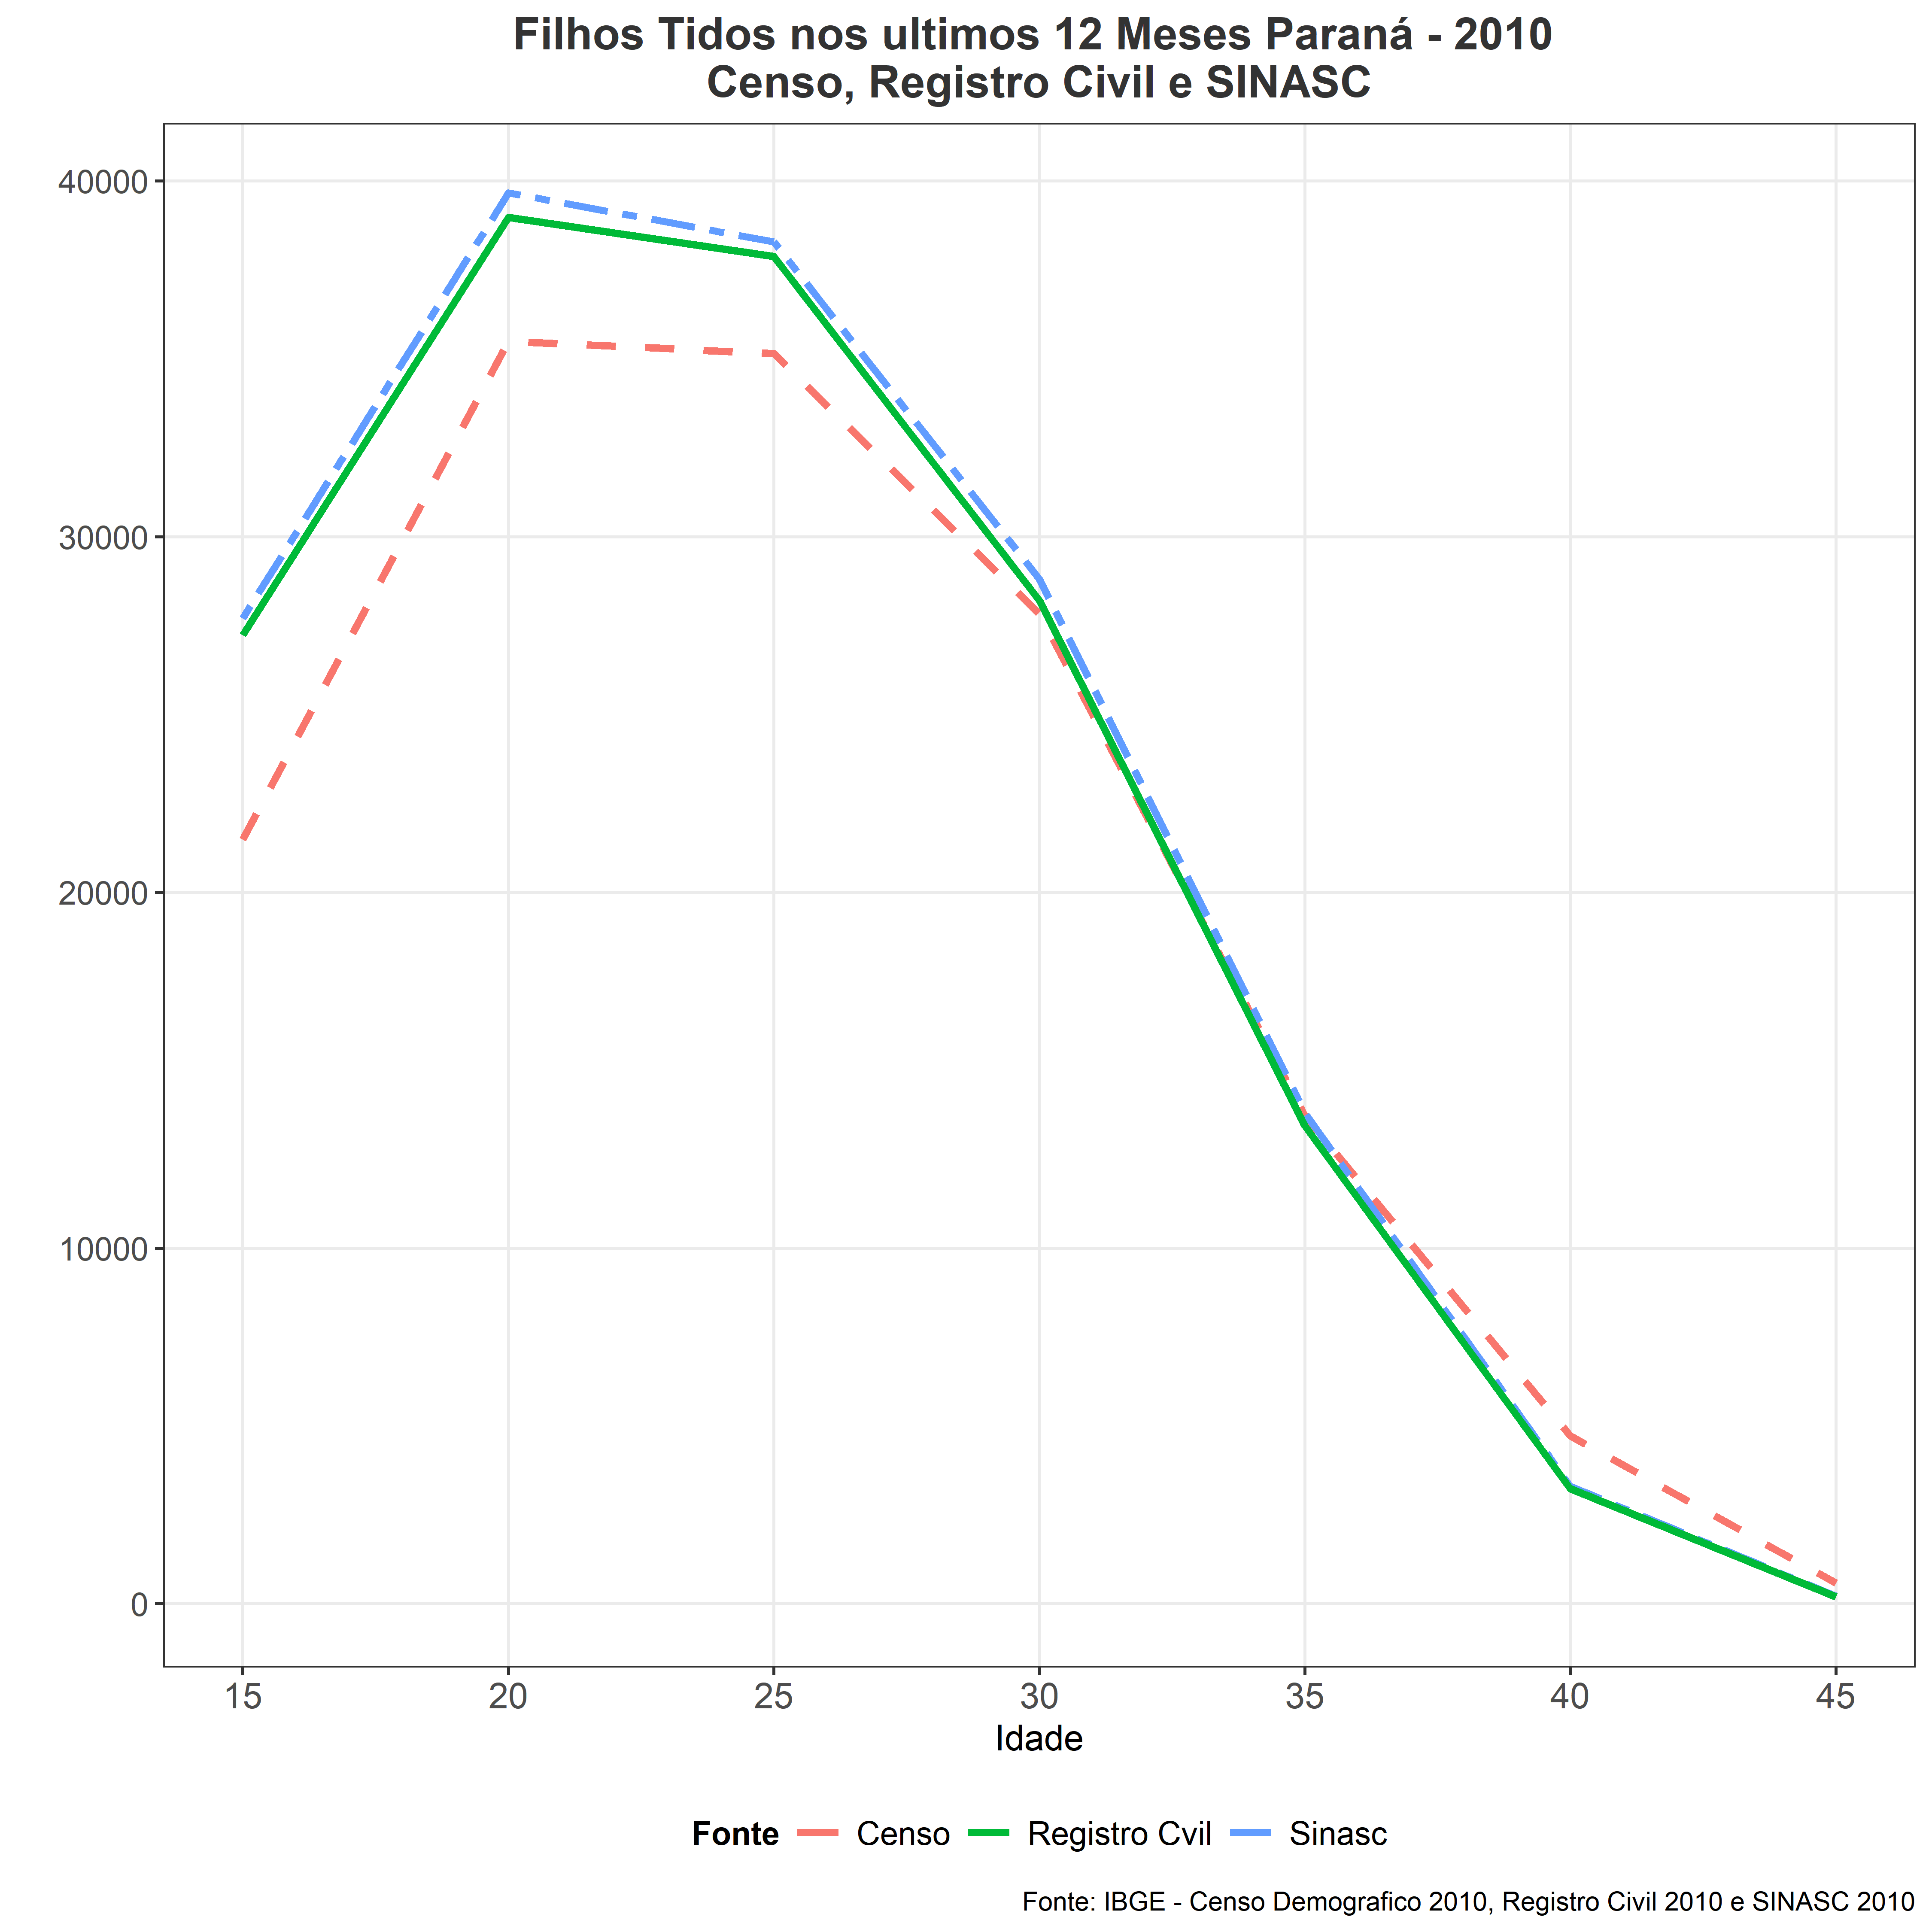 Filhos Tidos nos ultimos 12 Meses Paraná - 2010
Censo, Registro Civil e SINASC
40000
30000
20000
10000
0
15 20 25 30 35 40 45
Idade
Fonte Censo Registro Cvil Sinasc
Fonte: IBGE - Censo Demografico 2010, Registro Civil 2010 e SINASC 2010